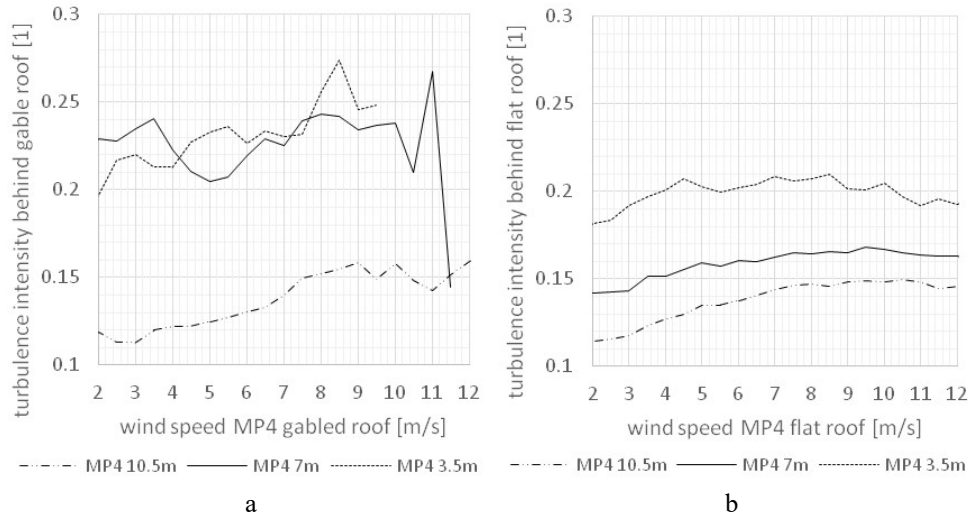 turbulence intensity behind gable roof [1]
0.3
0.25
0.2
0.15
0.1
2 3 4 5 6 7 8 9 10 11 12
wind speed MP4 gabled roof [m/s]
MP4 10.5m MP4 7m MP4 3.5m
a
turbulence intensity behind flat roof [1]
0.3
0.25
0.2
0.15
0.1
2 3 4 5 6 7 8 9 10 11 12
wind speed MP4 flat roof [m/s]
MP4 10.5m MP4 7m MP4 3.5m
b